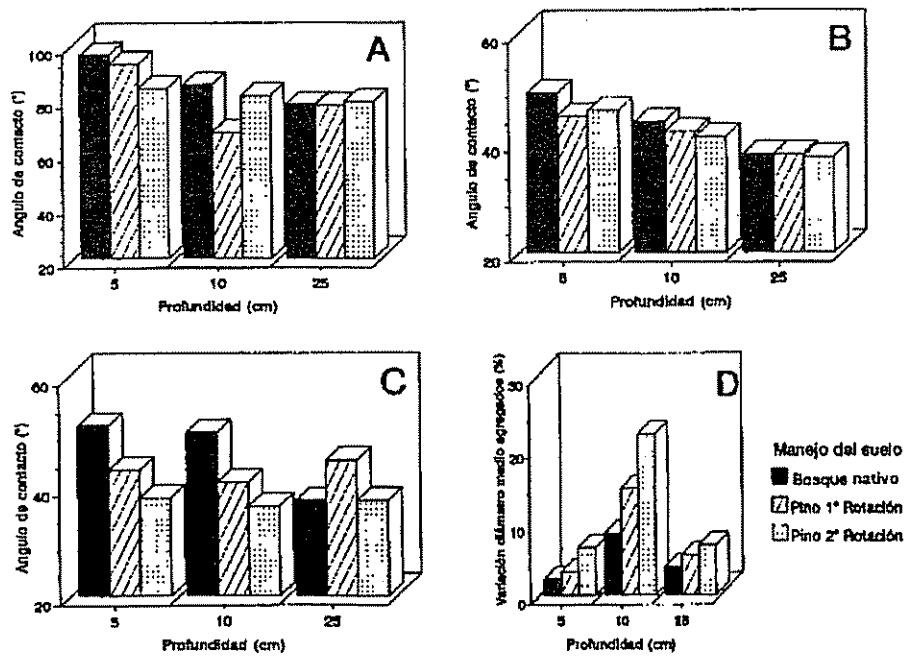 A
Angulo de contacto (°)
100
80
60
40
20
5 10 25
Profundidad (cm)
B
Angulo de contacto (°)
60
40
20
5 10 25
Profundidad (cm)
C
Angulo de contacto (°)
60
40
20
5 10 25
Profundidad (cm)
D
Variación diámetro medio agregados (%)
30
20
10
0
5 10 25
Profundidad (cm)
Manejo del suelo
Bosque nativo
Pino 1° Rotación
Pino 2° Rotación